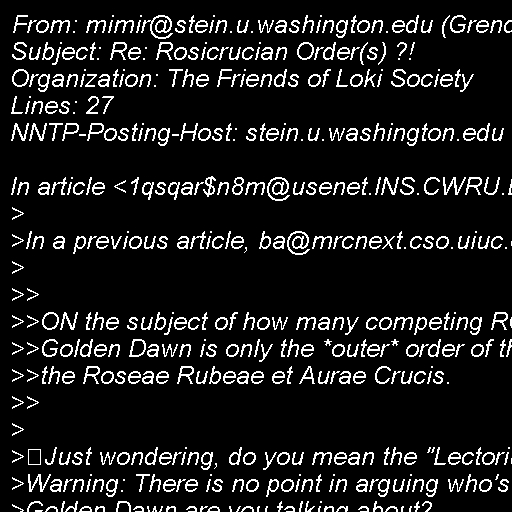 From: mimir@stein.u.washington.edu (Grend
Subject: Re: Rosicrucian Order(s) ?!
Organization: The Friends of Loki Society
Lines: 27
NNTP-Posting-Host: stein.u.washington.edu

In article <1qsqar$n8m@usenet.INS.CWRU.
>
>In a previous article, ba@mrcnext.cso.uiuc.
>
>>
>>ON the subject of how many competing
>>Golden Dawn is only the *outer* order of
>>the Roseae Rubeae et Aurae Crucis.
>>
>
>Just wondering, do you mean the "Lectori
>Warning: There is no point in arguing who's
>Golden Dawn are you talking about?